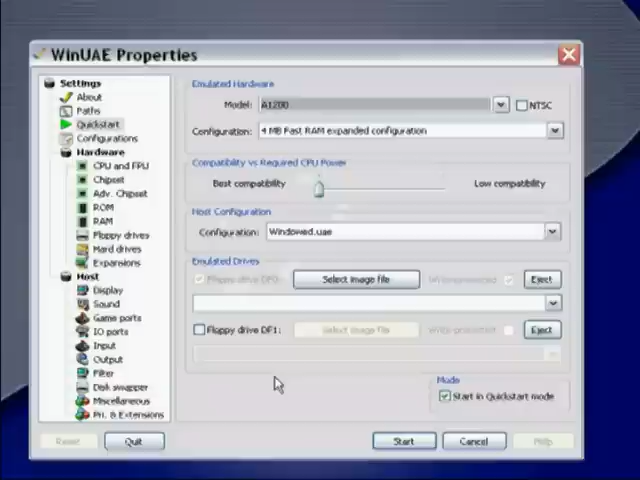 WinUAE Properties
Settings
About
Paths
Quickstart
Configurations
Hardware
CPU and FPU
Chipset
Adv. Chipset
ROM
RAM
Floppy drives
Hard drives
Expansions
Host
Display
Sound
Game ports
IO ports
Input
Output
Filter
Disk swapper
Miscellaneous
Pri. & Extensions
Emulated Hardware
Model: A1200 NTSC
Configuration: 4 MB Fast RAM expanded configuration
Compatibility vs Required CPU Power
Best compatibility Low compatibility
Host Configuration
Configuration: Windowed.uae
Emulated Drives
Floppy drive DF0: Select image file Write-protected Eject
Floppy drive DF1: Select image file Write-protected Eject
Mode
Start in Quickstart mode
Reset Quit Start Cancel Help